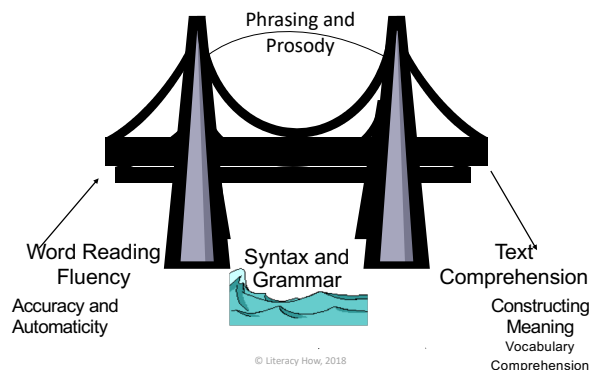 Phrasing and
Prosody
Word Reading
Fluency
Accuracy and
Automaticity
Syntax and
Grammar
Text
Comprehension
Constructing
Meaning
Vocabulary
Comprehension
© Literacy How, 2018